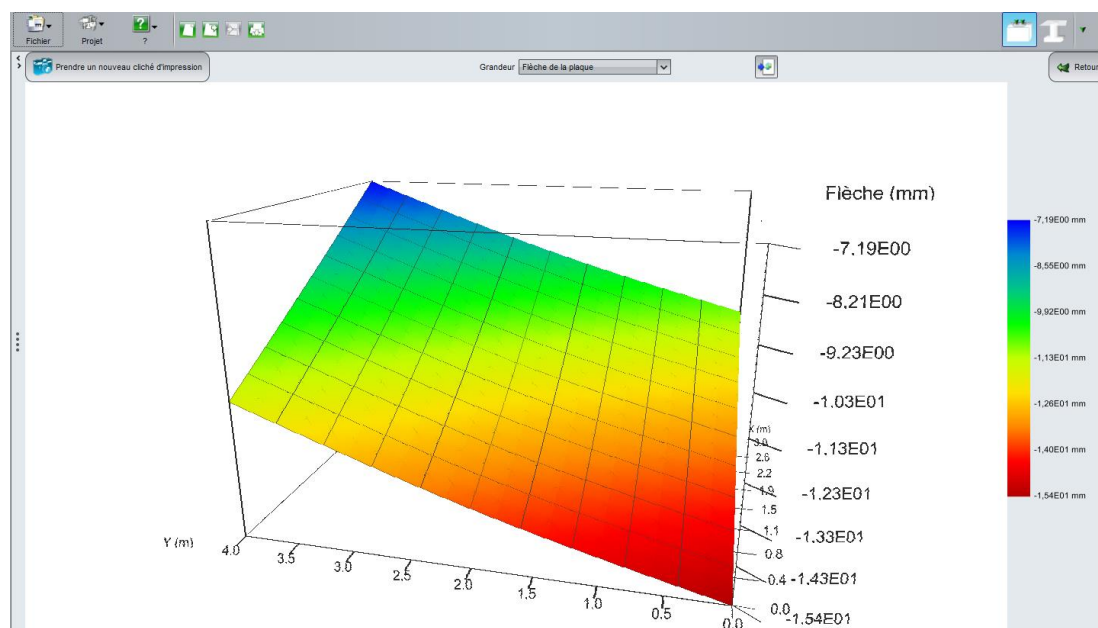 Fichier Projet ?
Prendre un nouveau cliché d'impression Grandeur Flèche de la plaque Retour
Flèche (mm)
-7,19E00
-8,21E00
-9,23E00
-1,03E01
-1,13E01
-1,23E01
-1,33E01
-1,43E01
-1,54E01
X (m)
3,0
2,6
2,2
1,9
1,5
1,1
0,8
0,4
0,0
Y (m)
4,0 3,5 3,0 2,5 2,0 1,5 1,0 0,5 0,0
-7,19E00 mm
-8,55E00 mm
-9,92E00 mm
-1,13E01 mm
-1,26E01 mm
-1,40E01 mm
-1,54E01 mm